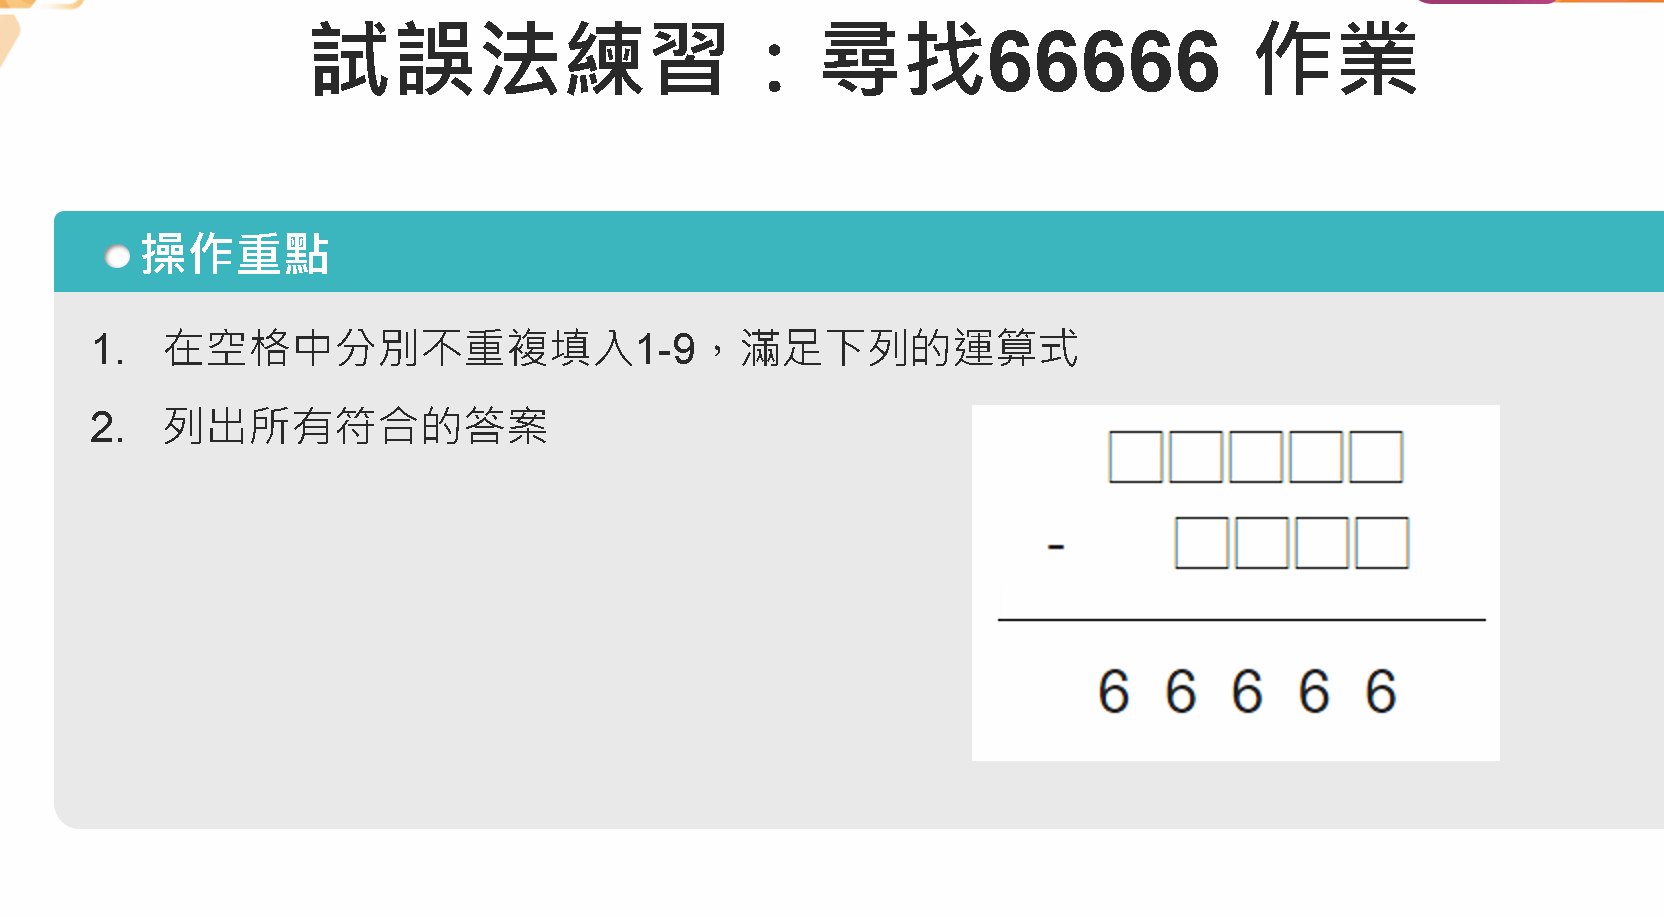 試誤法練習：尋找66666 作業
操作重點
1. 在空格中分別不重複填入1-9，滿足下列的運算式
2. 列出所有符合的答案
□□□□□
- □□□□
6 6 6 6 6